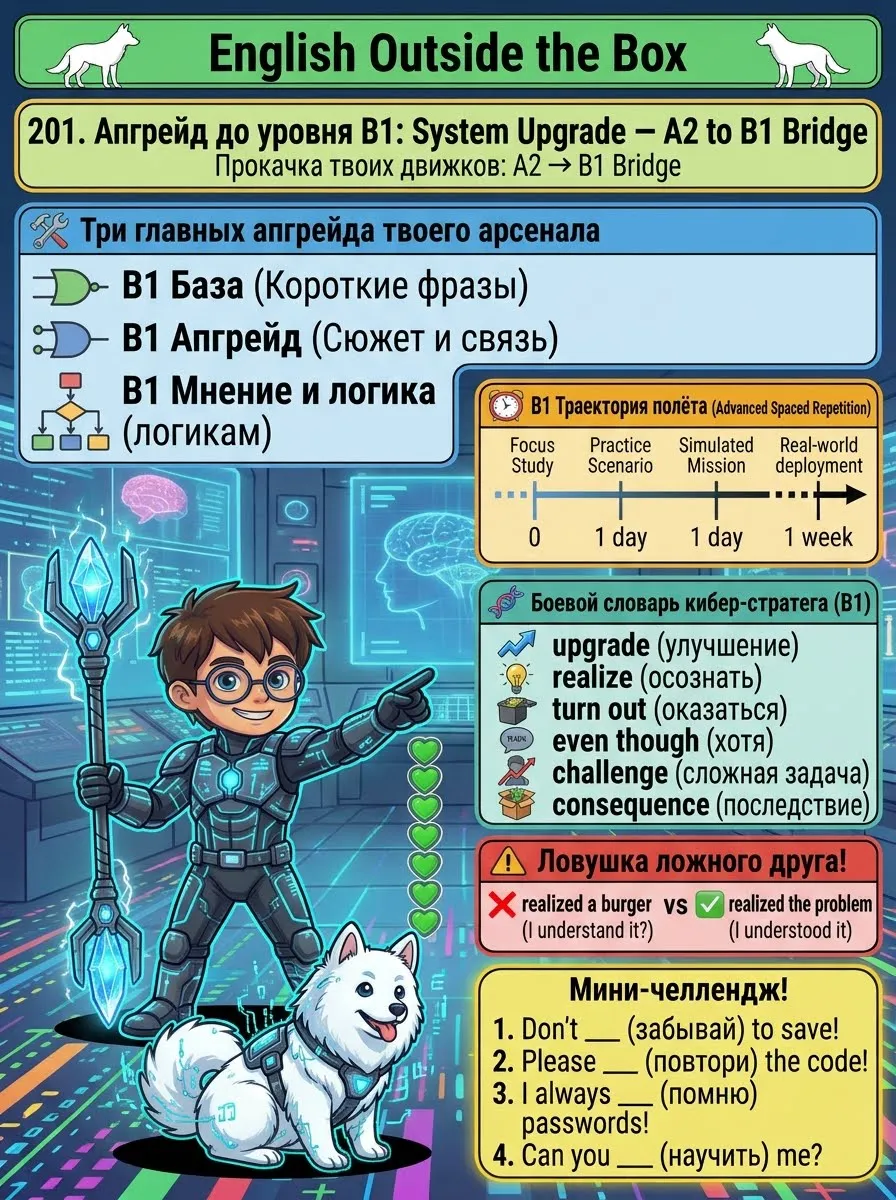 English Outside the Box
201. Апгрейд до уровня B1: System Upgrade — A2 to B1 Bridge
Прокачка твоих движков: A2 → B1 Bridge
Три главных апгрейда твоего арсенала
B1 База (Короткие фразы)
B1 Апгрейд (Сюжет и связь)
B1 Мнение и логика
(логикам)
B1 Траектория полёта (Advanced Spaced Repetition)
Focus Study
Practice Scenario
Simulated Mission
Real-world deployment
0 1 day 1 day 1 week
Боевой словарь кибер-стратега (B1)
upgrade (улучшение)
realize (осознать)
turn out (оказаться)
even though (хотя)
challenge (сложная задача)
consequence (последствие)
Ловушка ложного друга!
❌ realized a burger vs ✅ realized the problem
(I understand it?) (I understood it)
Мини-челлендж!
1. Don't ___ (забывай) to save!
2. Please ___ (повтори) the code!
3. I always ___ (помню)
passwords!
4. Can you ___ (научить) me?